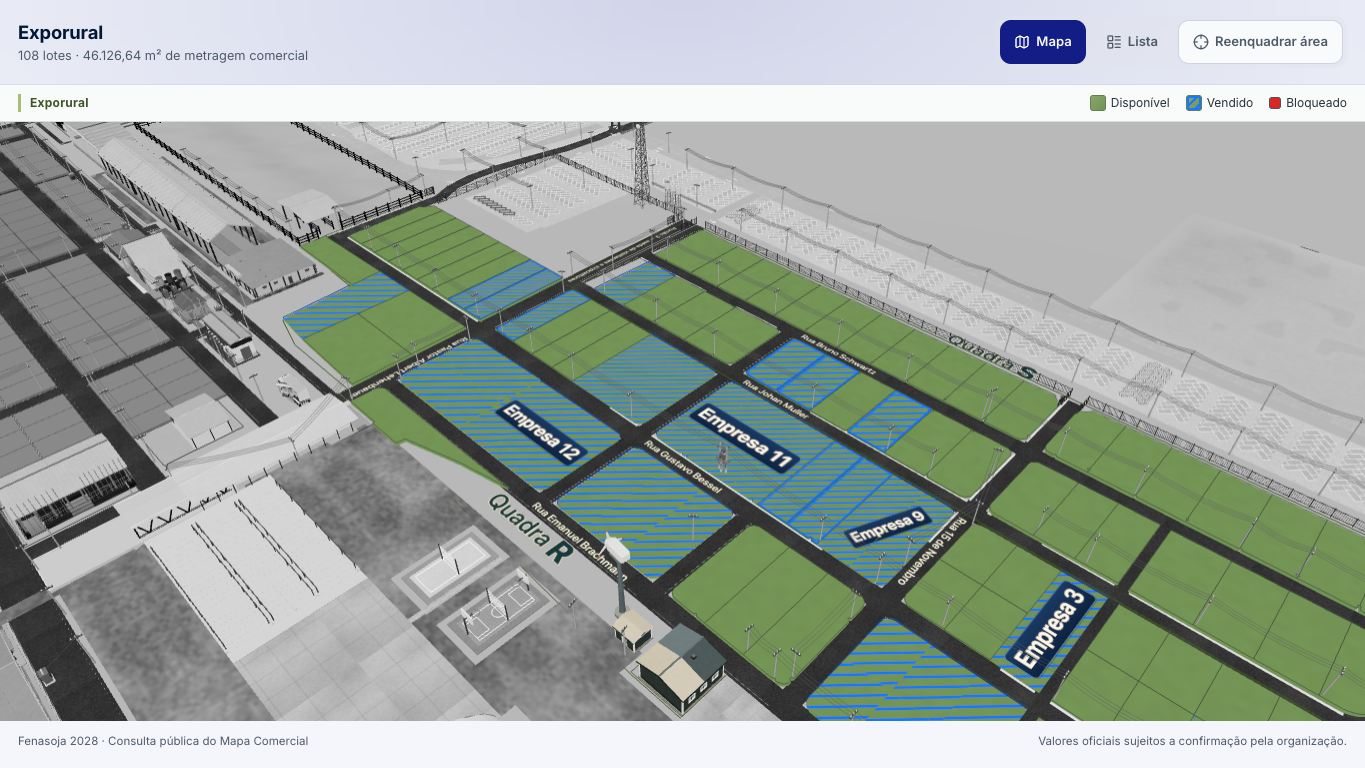 Exporural
108 lotes · 46.126,64 m² de metragem comercial
Mapa
Lista
Reenquadrar área
Exporural
Disponível
Vendido
Bloqueado
Quadra S
Rua Bruno Schwartz
Rua Johan Muller
Empresa 12
Empresa 11
Rua Gustavo Bessel
Empresa 9
Rua 15 de Novembro
Quadra R
Rua Emanuel Brachmann
Empresa 3
Fenasoja 2028 · Consulta pública do Mapa Comercial
Valores oficiais sujeitos a confirmação pela organização.